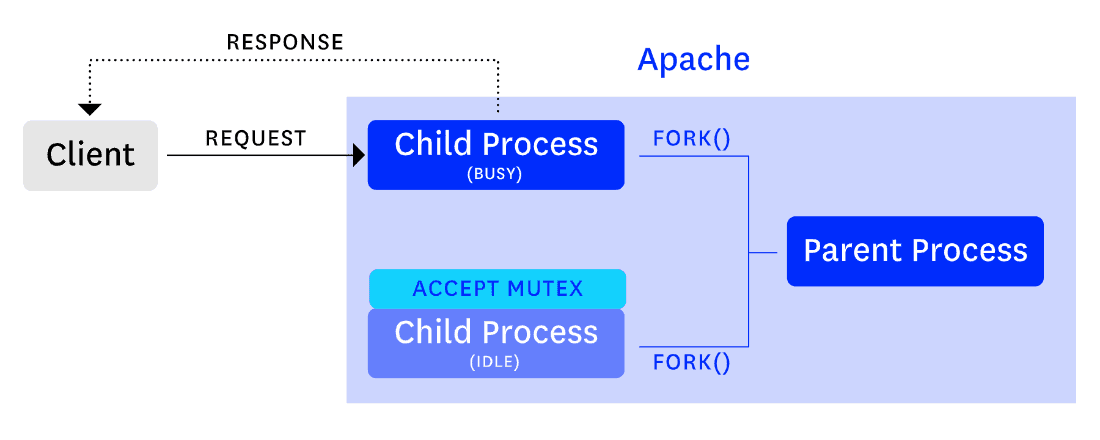 RESPONSE
Apache
Client
REQUEST
Child Process
(BUSY)
FORK()
Parent Process
ACCEPT MUTEX
Child Process
(IDLE)
FORK()